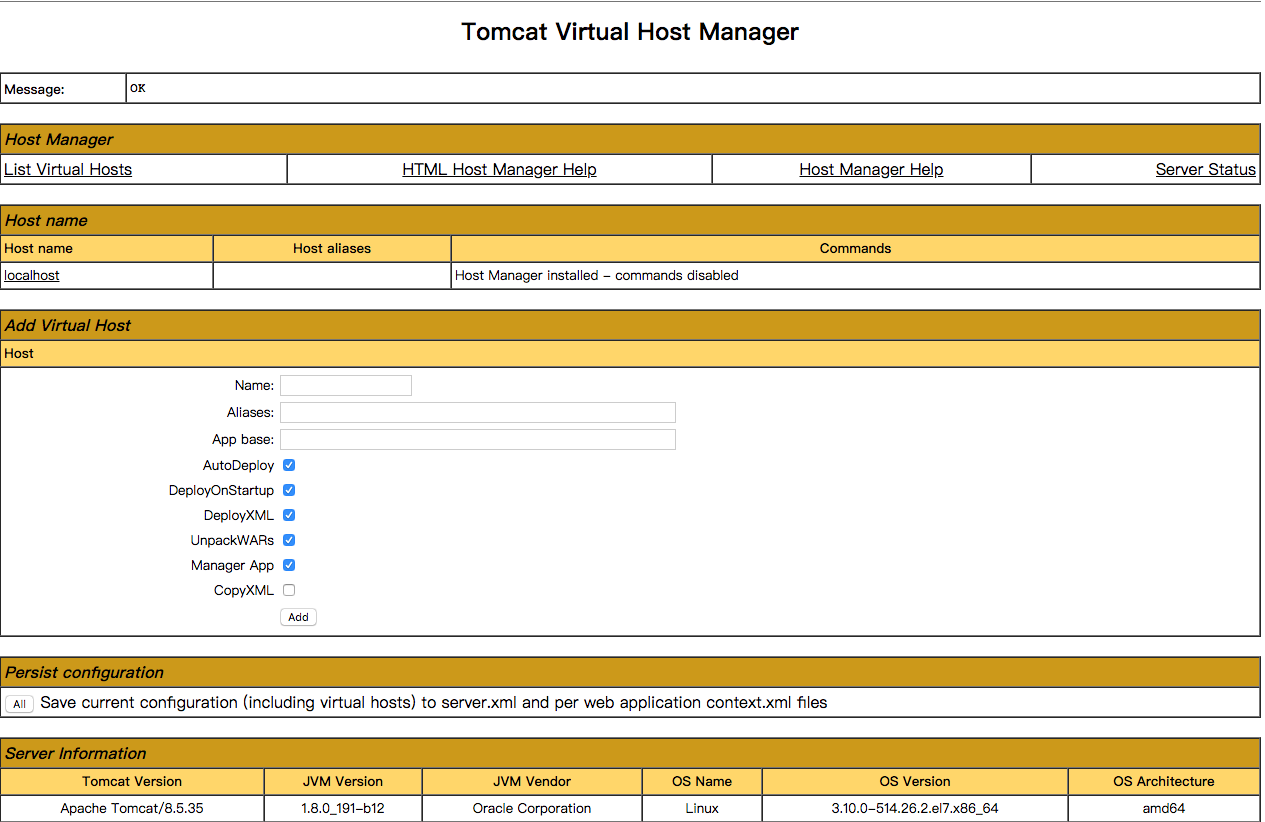 Tomcat Virtual Host Manager
Message: OK
Host Manager
List Virtual Hosts HTML Host Manager Help Host Manager Help Server Status
Host name
Host name Host aliases Commands
localhost Host Manager installed - commands disabled
Add Virtual Host
Host
Name:
Aliases:
App base:
AutoDeploy
DeployOnStartup
DeployXML
UnpackWARs
Manager App
CopyXML
Add
Persist configuration
All Save current configuration (including virtual hosts) to server.xml and per web application context.xml files
Server Information
Tomcat Version JVM Version JVM Vendor OS Name OS Version OS Architecture
Apache Tomcat/8.5.35 1.8.0_191-b12 Oracle Corporation Linux 3.10.0-514.26.2.el7.x86_64 amd64